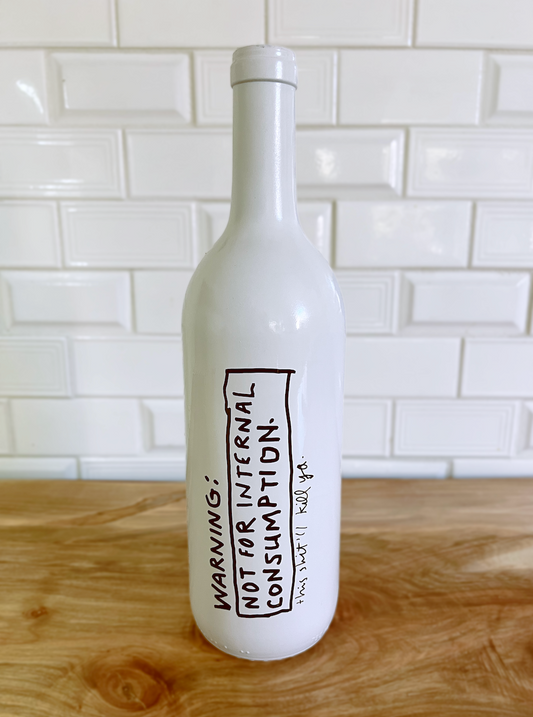 WARNING:
NOT FOR INTERNAL
CONSUMPTION.
this shit'll kill ya.